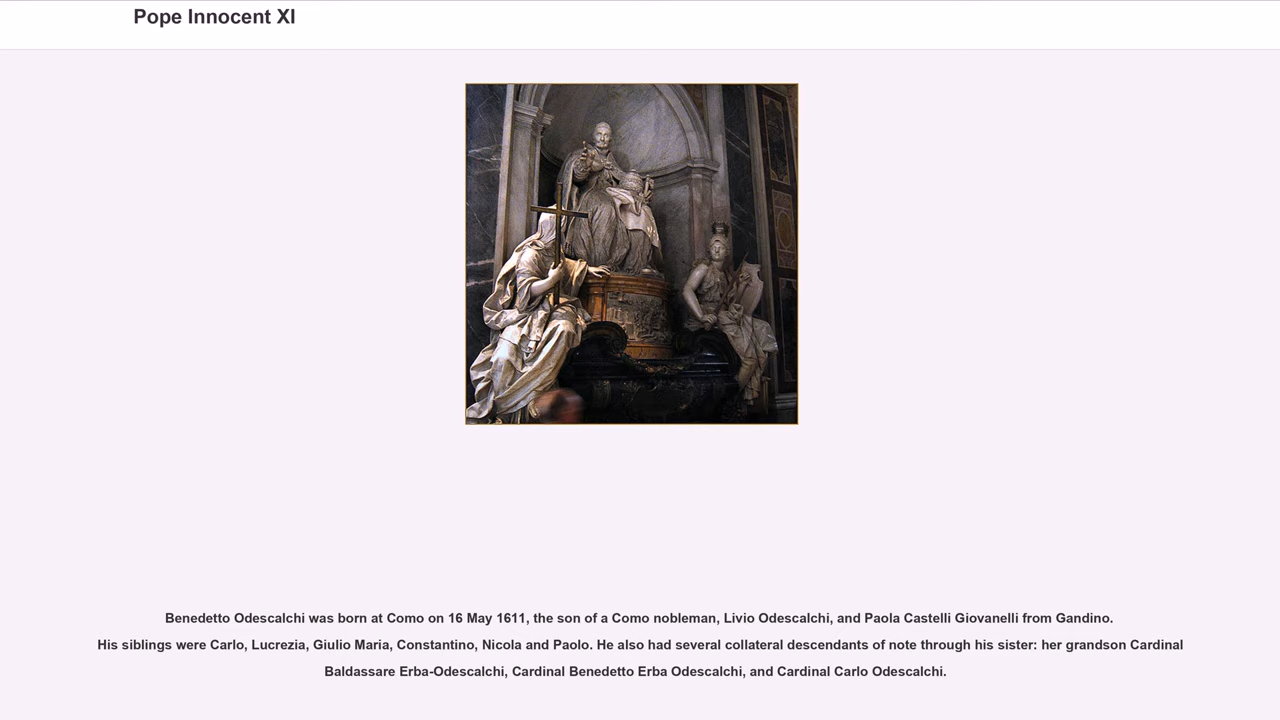 Pope Innocent XI
Benedetto Odescalchi was born at Como on 16 May 1611, the son of a Como nobleman, Livio Odescalchi, and Paola Castelli Giovanelli from Gandino.
His siblings were Carlo, Lucrezia, Giulio Maria, Constantino, Nicola and Paolo. He also had several collateral descendants of note through his sister: her grandson Cardinal
Baldassare Erba-Odescalchi, Cardinal Benedetto Erba Odescalchi, and Cardinal Carlo Odescalchi.